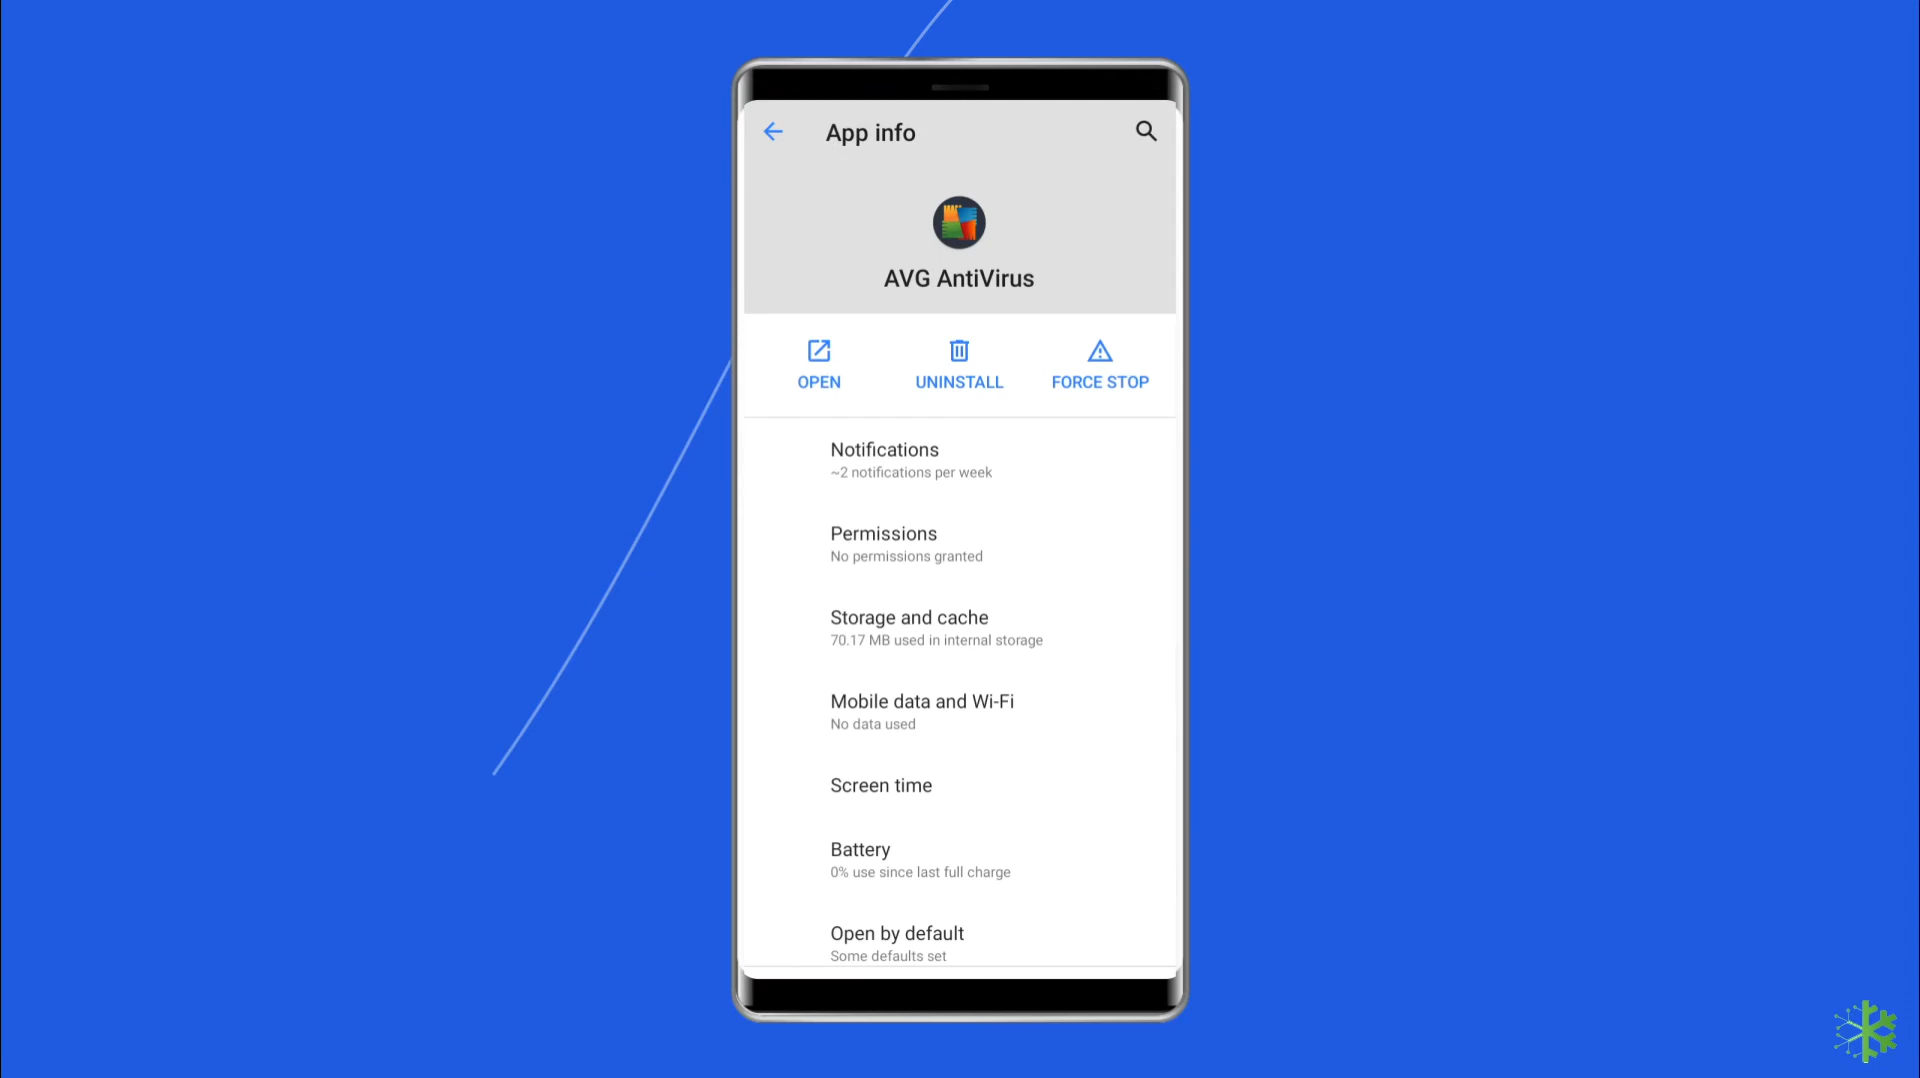 App info
AVG AntiVirus
OPEN
UNINSTALL
FORCE STOP
Notifications
~2 notifications per week
Permissions
No permissions granted
Storage and cache
70.17 MB used in internal storage
Mobile data and Wi-Fi
No data used
Screen time
Battery
0% use since last full charge
Open by default
Some defaults set